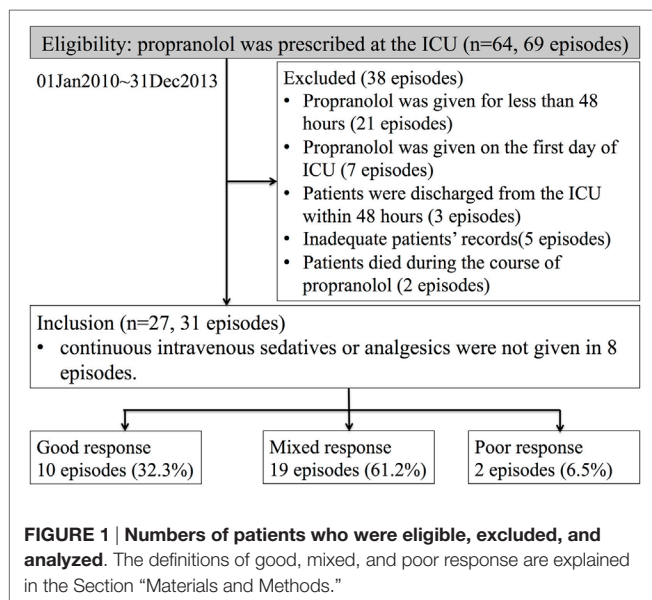 Eligibility: propranolol was prescribed at the ICU (n=64, 69 episodes)
01Jan2010~31Dec2013
Excluded (38 episodes)
• Propranolol was given for less than 48
hours (21 episodes)
• Propranolol was given on the first day of
ICU (7 episodes)
• Patients were discharged from the ICU
within 48 hours (3 episodes)
• Inadequate patients' records(5 episodes)
• Patients died during the course of
propranolol (2 episodes)
Inclusion (n=27, 31 episodes)
• continuous intravenous sedatives or analgesics were not given in 8
episodes.
Good response
10 episodes (32.3%)
Mixed response
19 episodes (61.2%)
Poor response
2 episodes (6.5%)
FIGURE 1 | Numbers of patients who were eligible, excluded, and
analyzed. The definitions of good, mixed, and poor response are explained
in the Section “Materials and Methods.”